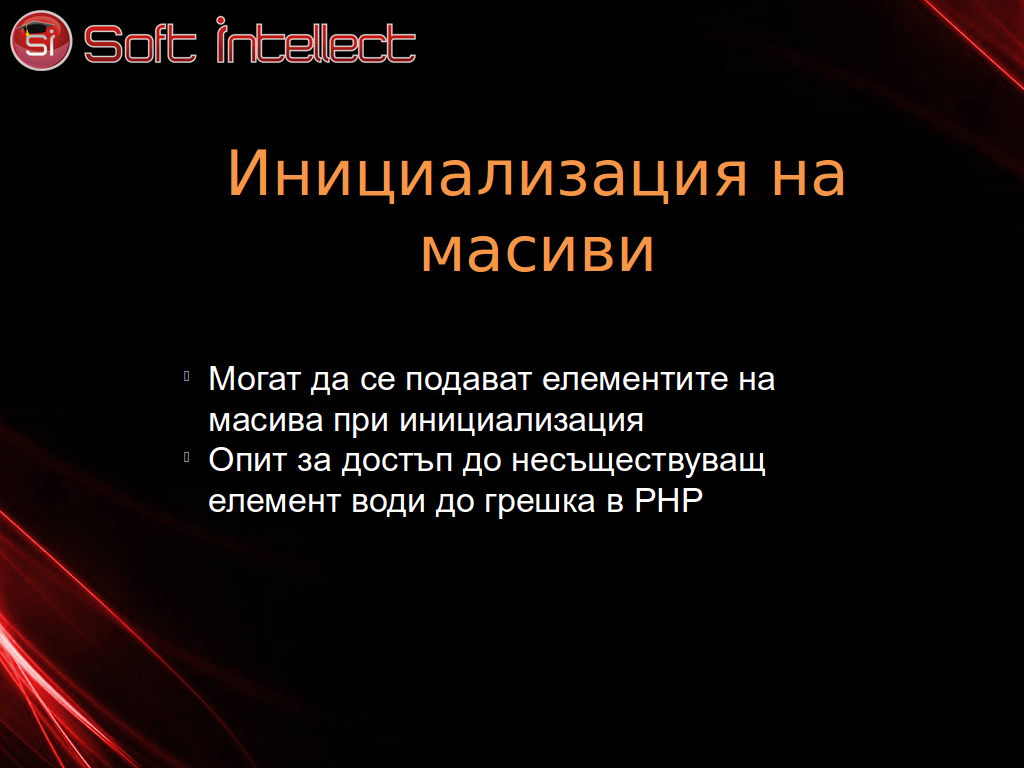 si Soft intellect
Инициализация на
масиви
Могат да се подават елементите на
масива при инициализация
Опит за достъп до несъществуващ
елемент води до грешка в PHP